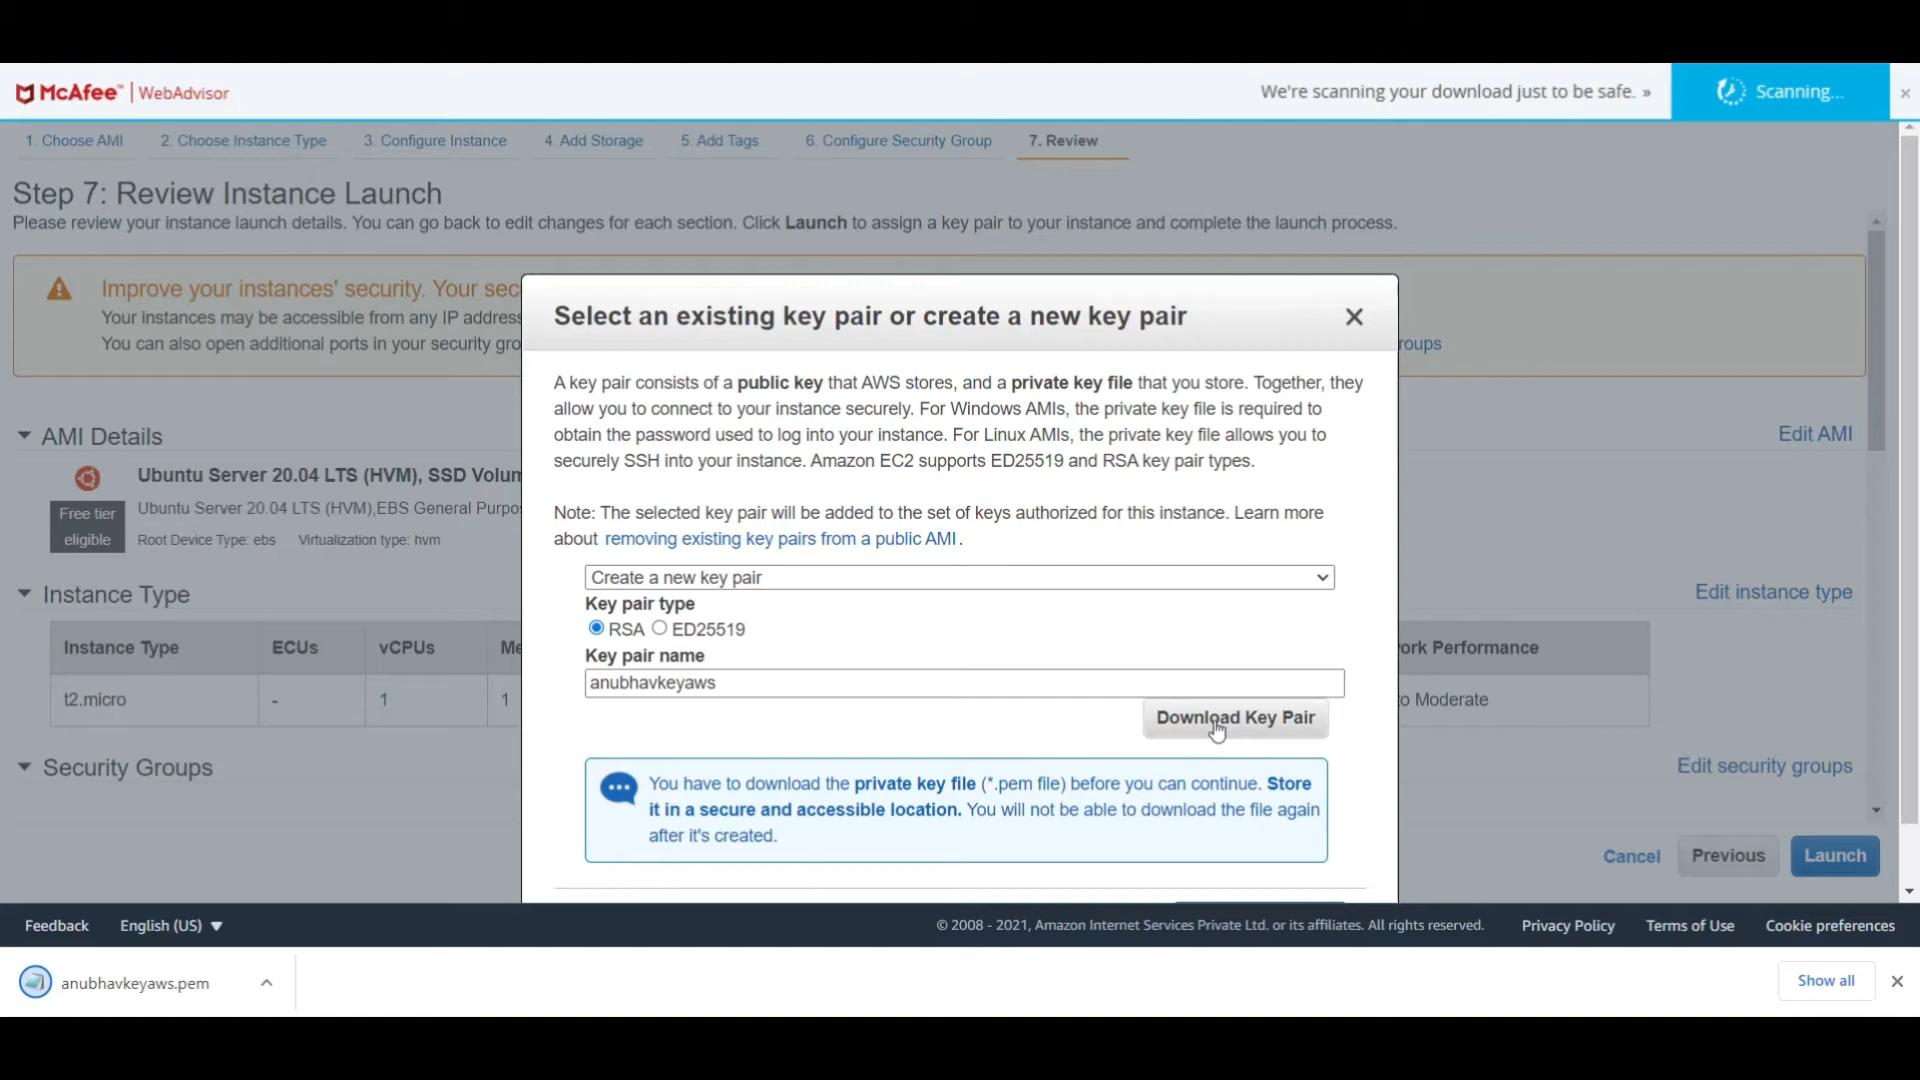 McAfee™ | WebAdvisor
We're scanning your download just to be safe. »
Scanning...
1. Choose AMI 2. Choose Instance Type 3. Configure Instance 4. Add Storage 5. Add Tags 6. Configure Security Group 7. Review
Step 7: Review Instance Launch
Please review your instance launch details. You can go back to edit changes for each section. Click Launch to assign a key pair to your instance and complete the launch process.
Improve your instances' security. Your sec
Your instances may be accessible from any IP address
You can also open additional ports in your security gro
roups
Select an existing key pair or create a new key pair
A key pair consists of a public key that AWS stores, and a private key file that you store. Together, they
allow you to connect to your instance securely. For Windows AMIs, the private key file is required to
obtain the password used to log into your instance. For Linux AMIs, the private key file allows you to
securely SSH into your instance. Amazon EC2 supports ED25519 and RSA key pair types.
Note: The selected key pair will be added to the set of keys authorized for this instance. Learn more
about removing existing key pairs from a public AMI .
Create a new key pair
Key pair type
RSA ED25519
Key pair name
anubhavkeyaws
Download Key Pair
You have to download the private key file (*.pem file) before you can continue. Store
it in a secure and accessible location. You will not be able to download the file again
after it's created.
AMI Details
Edit AMI
Ubuntu Server 20.04 LTS (HVM), SSD Volum
Free tier
eligible
Ubuntu Server 20.04 LTS (HVM),EBS General Purpo
Root Device Type: ebs Virtualization type: hvm
Instance Type
Edit instance type
Instance Type ECUs vCPUs Me ork Performance
t2.micro - 1 1 o Moderate
Security Groups
Edit security groups
Cancel Previous Launch
Feedback English (US)
© 2008 - 2021, Amazon Internet Services Private Ltd. or its affiliates. All rights reserved. Privacy Policy Terms of Use Cookie preferences
anubhavkeyaws.pem
Show all